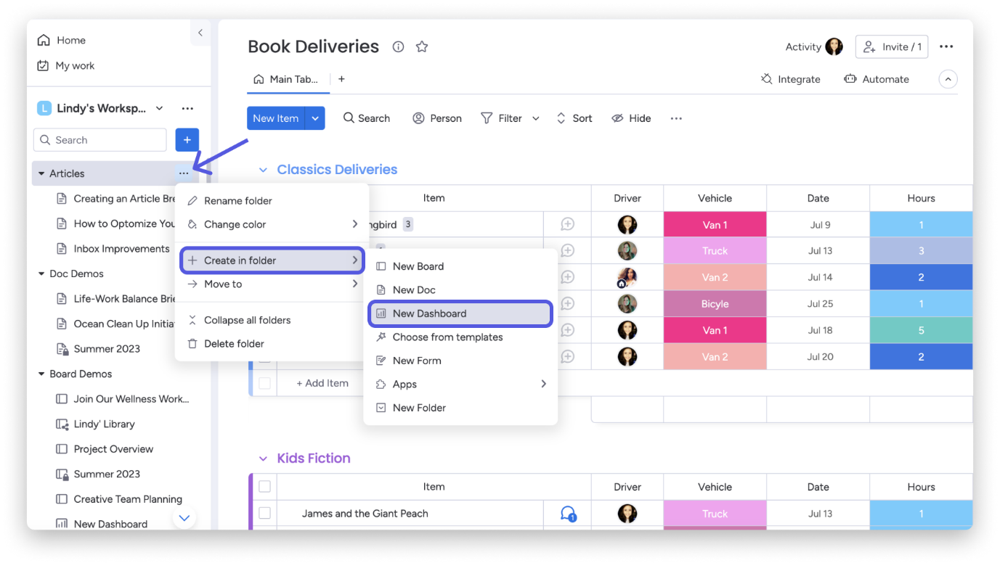 Home
My work
L Lindy's Worksp...
Search
+
Articles
Creating an Article Bre
How to Optomize You
Inbox Improvements
Doc Demos
Life-Work Balance Brie
Ocean Clean Up Initia
Summer 2023
Board Demos
Join Our Wellness Work...
Lindy' Library
Project Overview
Summer 2023
Creative Team Planning
New Dashboard
Book Deliveries
Activity
Invite / 1
Main Tab...
+
Integrate
Automate
New Item
Search
Person
Filter
Sort
Hide
Rename folder
Change color
Create in folder
Move to
Collapse all folders
Delete folder
New Board
New Doc
New Dashboard
Choose from templates
New Form
Apps
New Folder
Classics Deliveries
Item Driver Vehicle Date Hours
ngbird 3 Van 1 Jul 9 1
Truck Jul 13 3
Van 2 Jul 14 2
Bicyle Jul 25 1
Van 1 Jul 18 5
Van 2 Jul 20 2
+ Add Item
Kids Fiction
Item Driver Vehicle Date Hours
James and the Giant Peach 1 Truck Jul 13 1